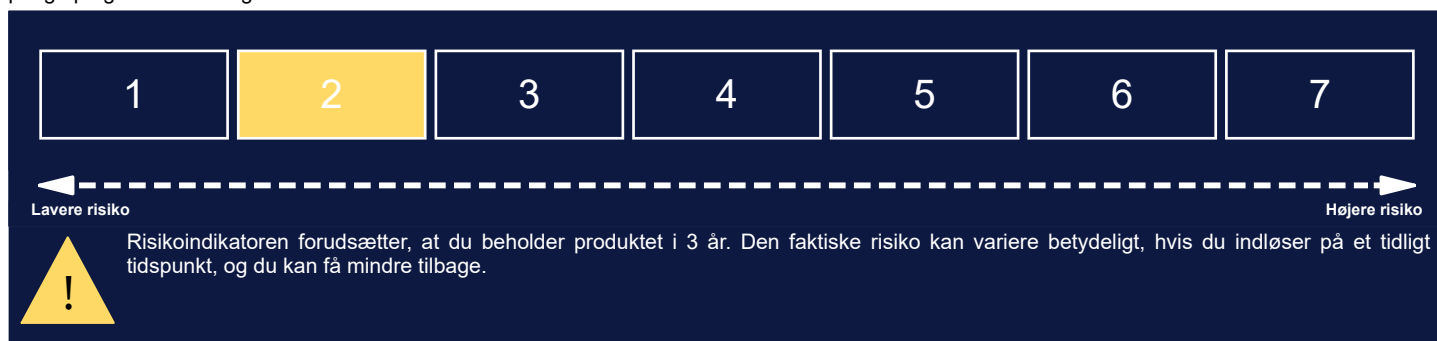 1 2 3 4 5 6 7
Lavere risiko Højere risiko
Risikoindikatoren forudsætter, at du beholder produktet i 3 år. Den faktiske risiko kan variere betydeligt, hvis du indløser på et tidligt
tidspunkt, og du kan få mindre tilbage.
!